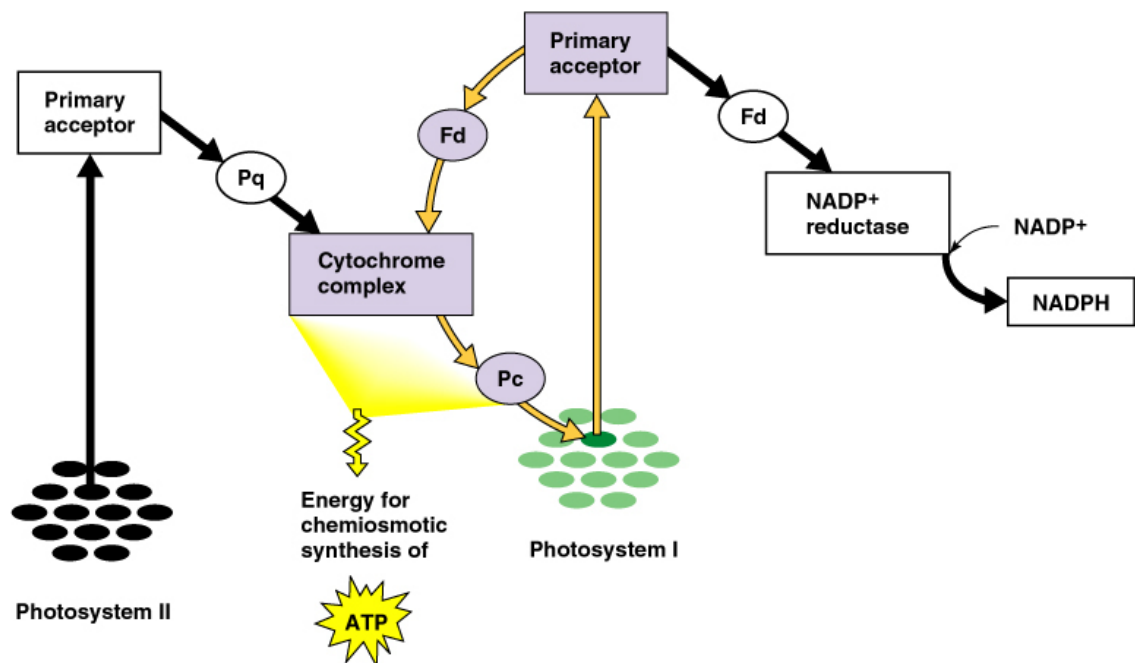 Primary
acceptor
Pq
Primary
acceptor
Fd
Fd
NADP+
reductase
NADP+
NADPH
Cytochrome
complex
Pc
Energy for
chemiosmotic
synthesis of
ATP
Photosystem I
Photosystem II